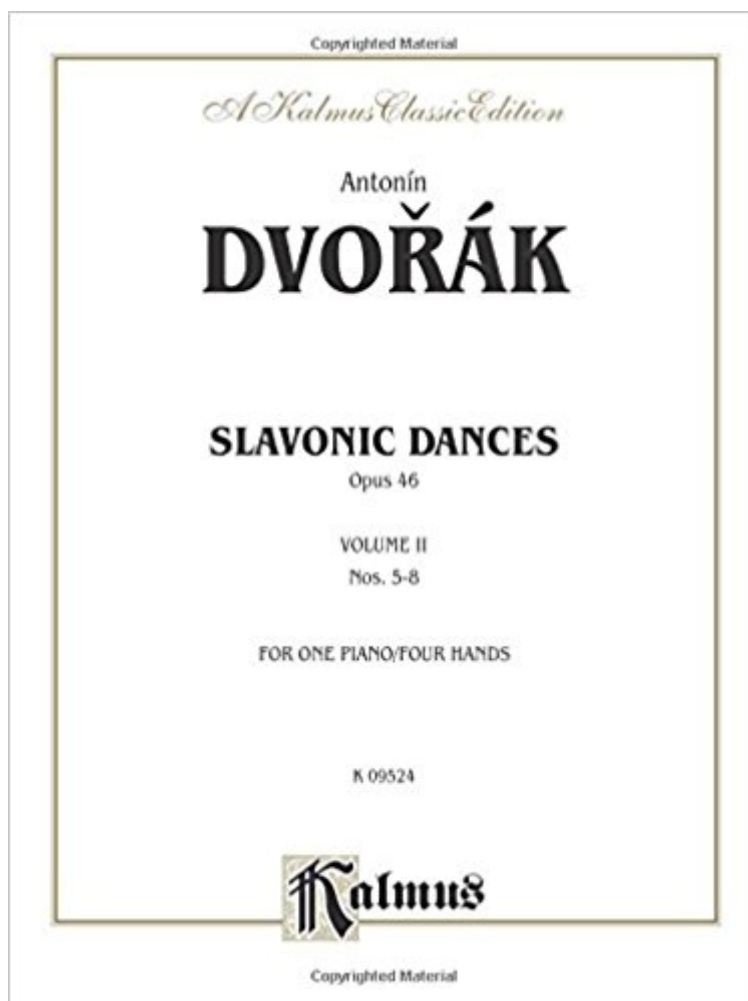 Copyrighted Material
A Kalmus Classic Edition
Antonín
DVOŘÁK
SLAVONIC DANCES
Opus 46
VOLUME II
Nos. 5-8
FOR ONE PIANO/FOUR HANDS
K 09524
Kalmus
Copyrighted Material